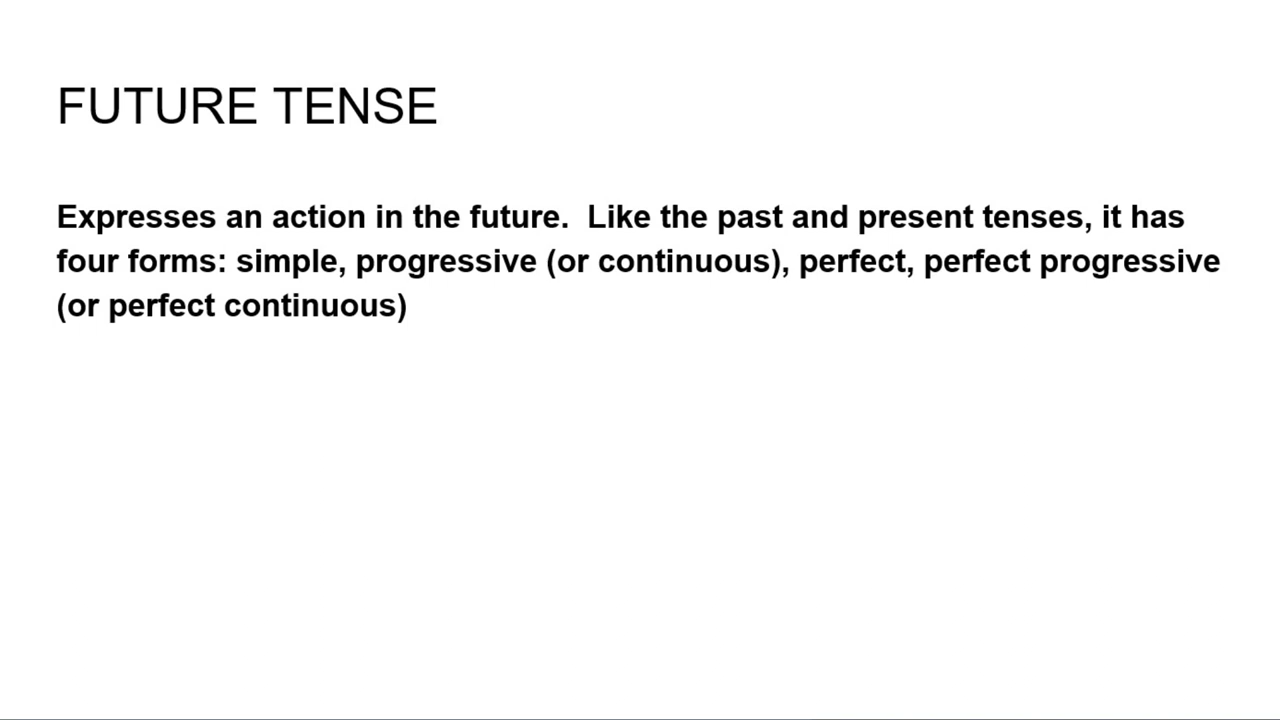 FUTURE TENSE
Expresses an action in the future.  Like the past and present tenses, it has
four forms: simple, progressive (or continuous), perfect, perfect progressive
(or perfect continuous)